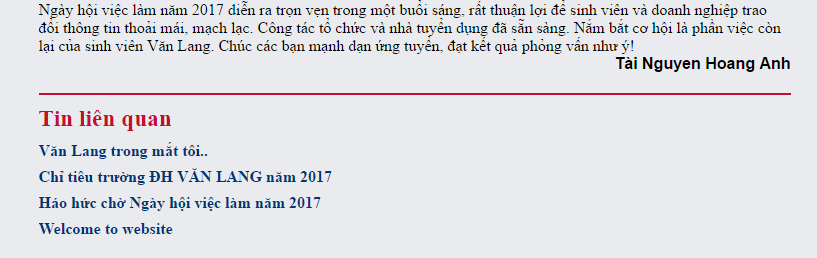 Ngày hội việc làm năm 2017 diễn ra trọn vẹn trong một buổi sáng, rất thuận lợi để sinh viên và doanh nghiệp trao
đổi thông tin thoải mái, mạch lạc. Công tác tổ chức và nhà tuyển dụng đã sẵn sàng. Nắm bắt cơ hội là phần việc còn
lại của sinh viên Văn Lang. Chúc các bạn mạnh dạn ứng tuyển, đạt kết quả phỏng vấn như ý!
Tài Nguyen Hoang Anh
Tin liên quan
Văn Lang trong mắt tôi..
Chỉ tiêu trường ĐH VĂN LANG năm 2017
Háo hức chờ Ngày hội việc làm năm 2017
Welcome to website